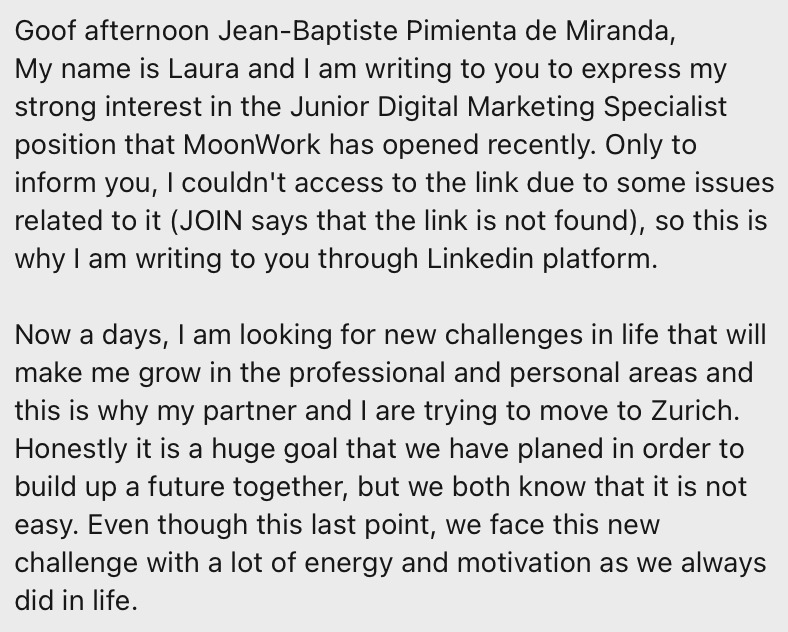 Goof afternoon Jean-Baptiste Pimienta de Miranda,
My name is Laura and I am writing to you to express my
strong interest in the Junior Digital Marketing Specialist
position that MoonWork has opened recently. Only to
inform you, I couldn't access to the link due to some issues
related to it (JOIN says that the link is not found), so this is
why I am writing to you through Linkedin platform.

Now a days, I am looking for new challenges in life that will
make me grow in the professional and personal areas and
this is why my partner and I are trying to move to Zurich.
Honestly it is a huge goal that we have planed in order to
build up a future together, but we both know that it is not
easy. Even though this last point, we face this new
challenge with a lot of energy and motivation as we always
did in life.